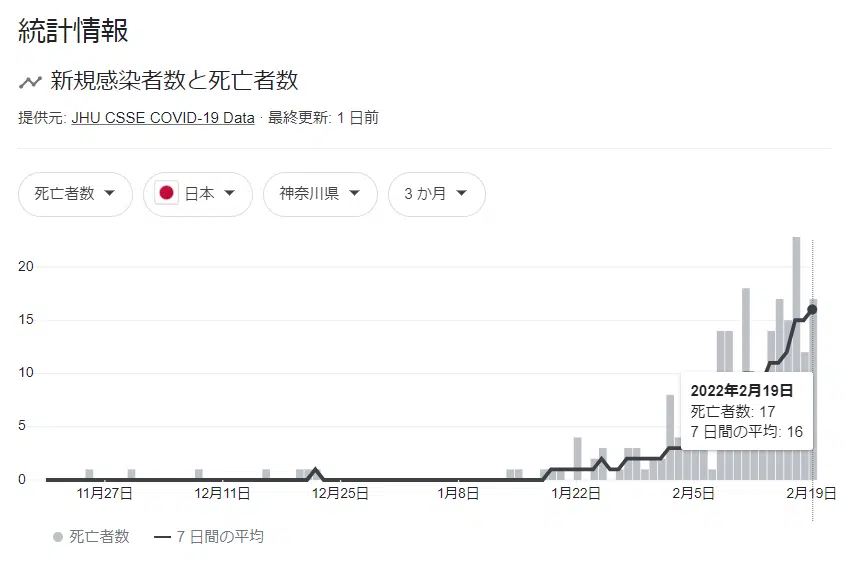 統計情報
新規感染者数と死亡者数
提供元: JHU CSSE COVID-19 Data · 最終更新: 1 日前
死亡者数 日本 神奈川県 3 か月
20
15
10
5
0
2022年2月19日
死亡者数: 17
7 日間の平均: 16
11月27日 12月11日 12月25日 1月8日 1月22日 2月5日 2月19日
死亡者数 7 日間の平均